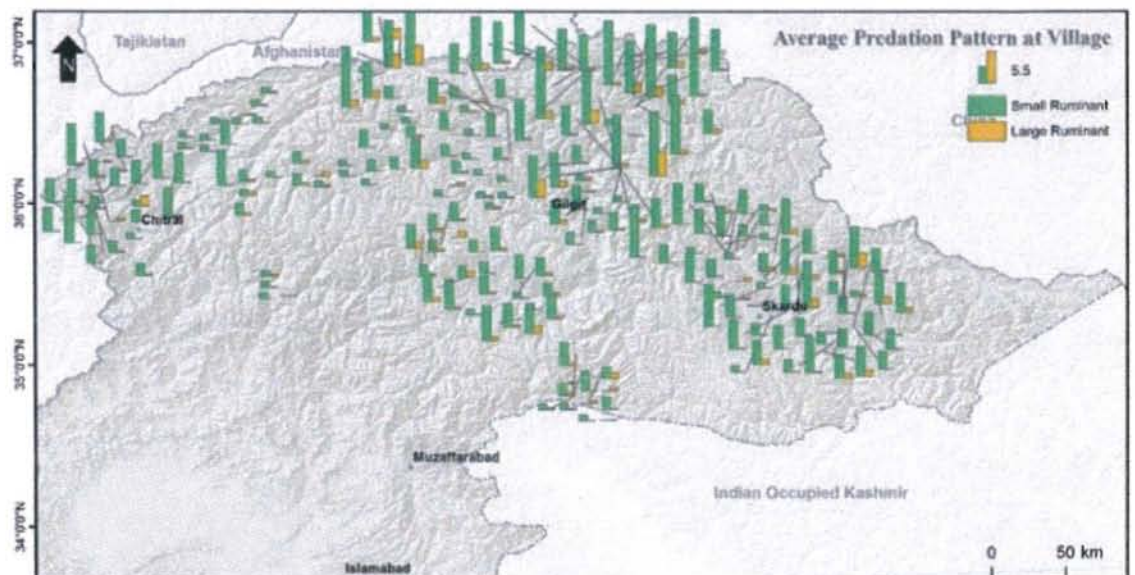 Average Predation Pattern at Village
5.5
Small Ruminant
Large Ruminant
N
Tajikistan
Afghanistan
37°0'0"N
36°0'0"N
35°0'0"N
34°0'0"N
Chitral
Gilgit
Skardu
Muzaffarabad
Indian Occupied Kashmir
Islamabad
0 50 km